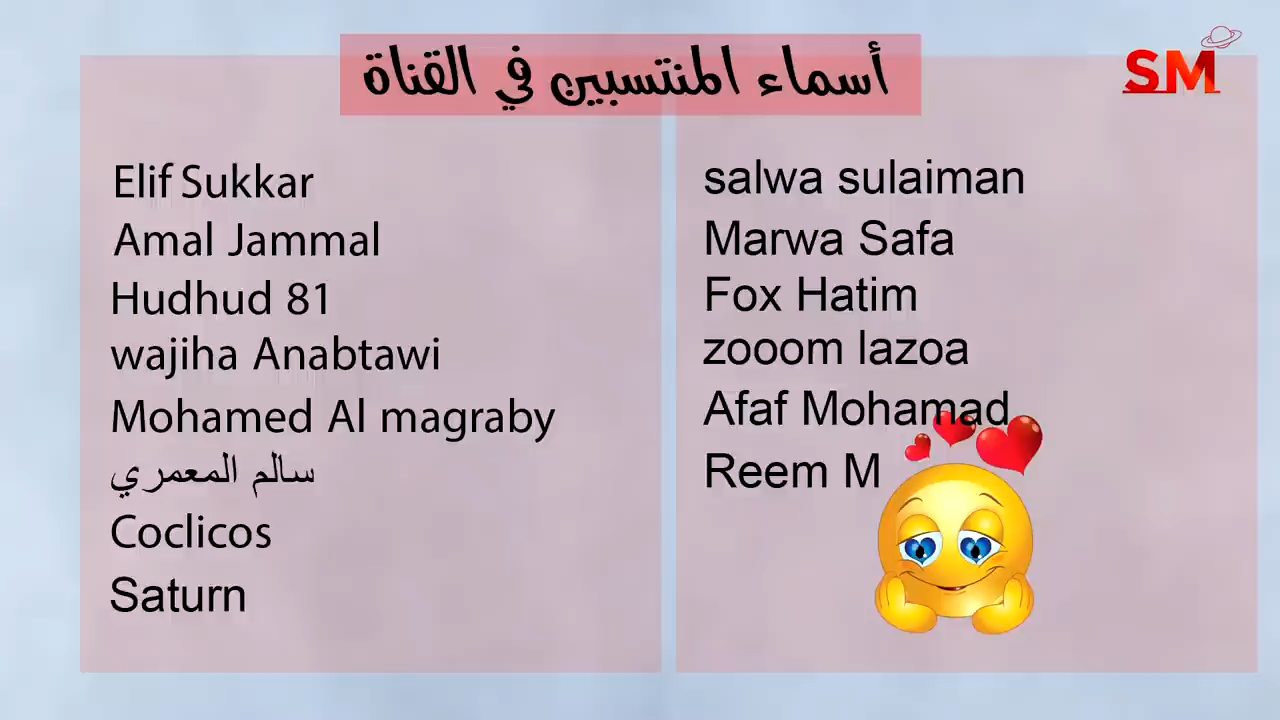 أسماء المنتسبين في القناة
SM
Elif Sukkar
Amal Jammal
Hudhud 81
wajiha Anabtawi
Mohamed Al magraby
سالم المعمري
Coclicos
Saturn
salwa sulaiman
Marwa Safa
Fox Hatim
zooom lazoa
Afaf Mohamad
Reem M